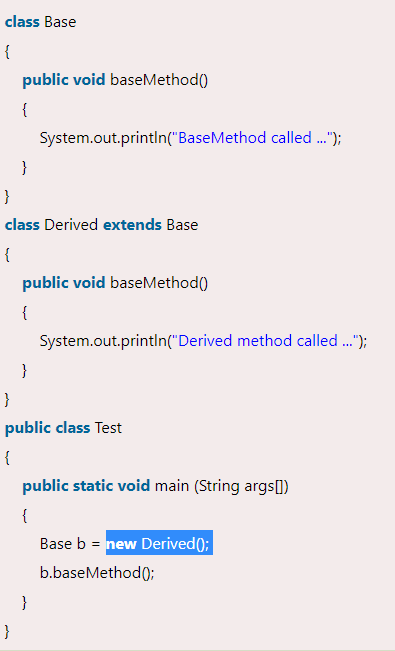 class Base
{
public void baseMethod()
{
System.out.println("BaseMethod called ...");
}
}
class Derived extends Base
{
public void baseMethod()
{
System.out.println("Derived method called ...");
}
}
public class Test
{
public static void main (String args[])
{
Base b = new Derived();
b.baseMethod();
}
}